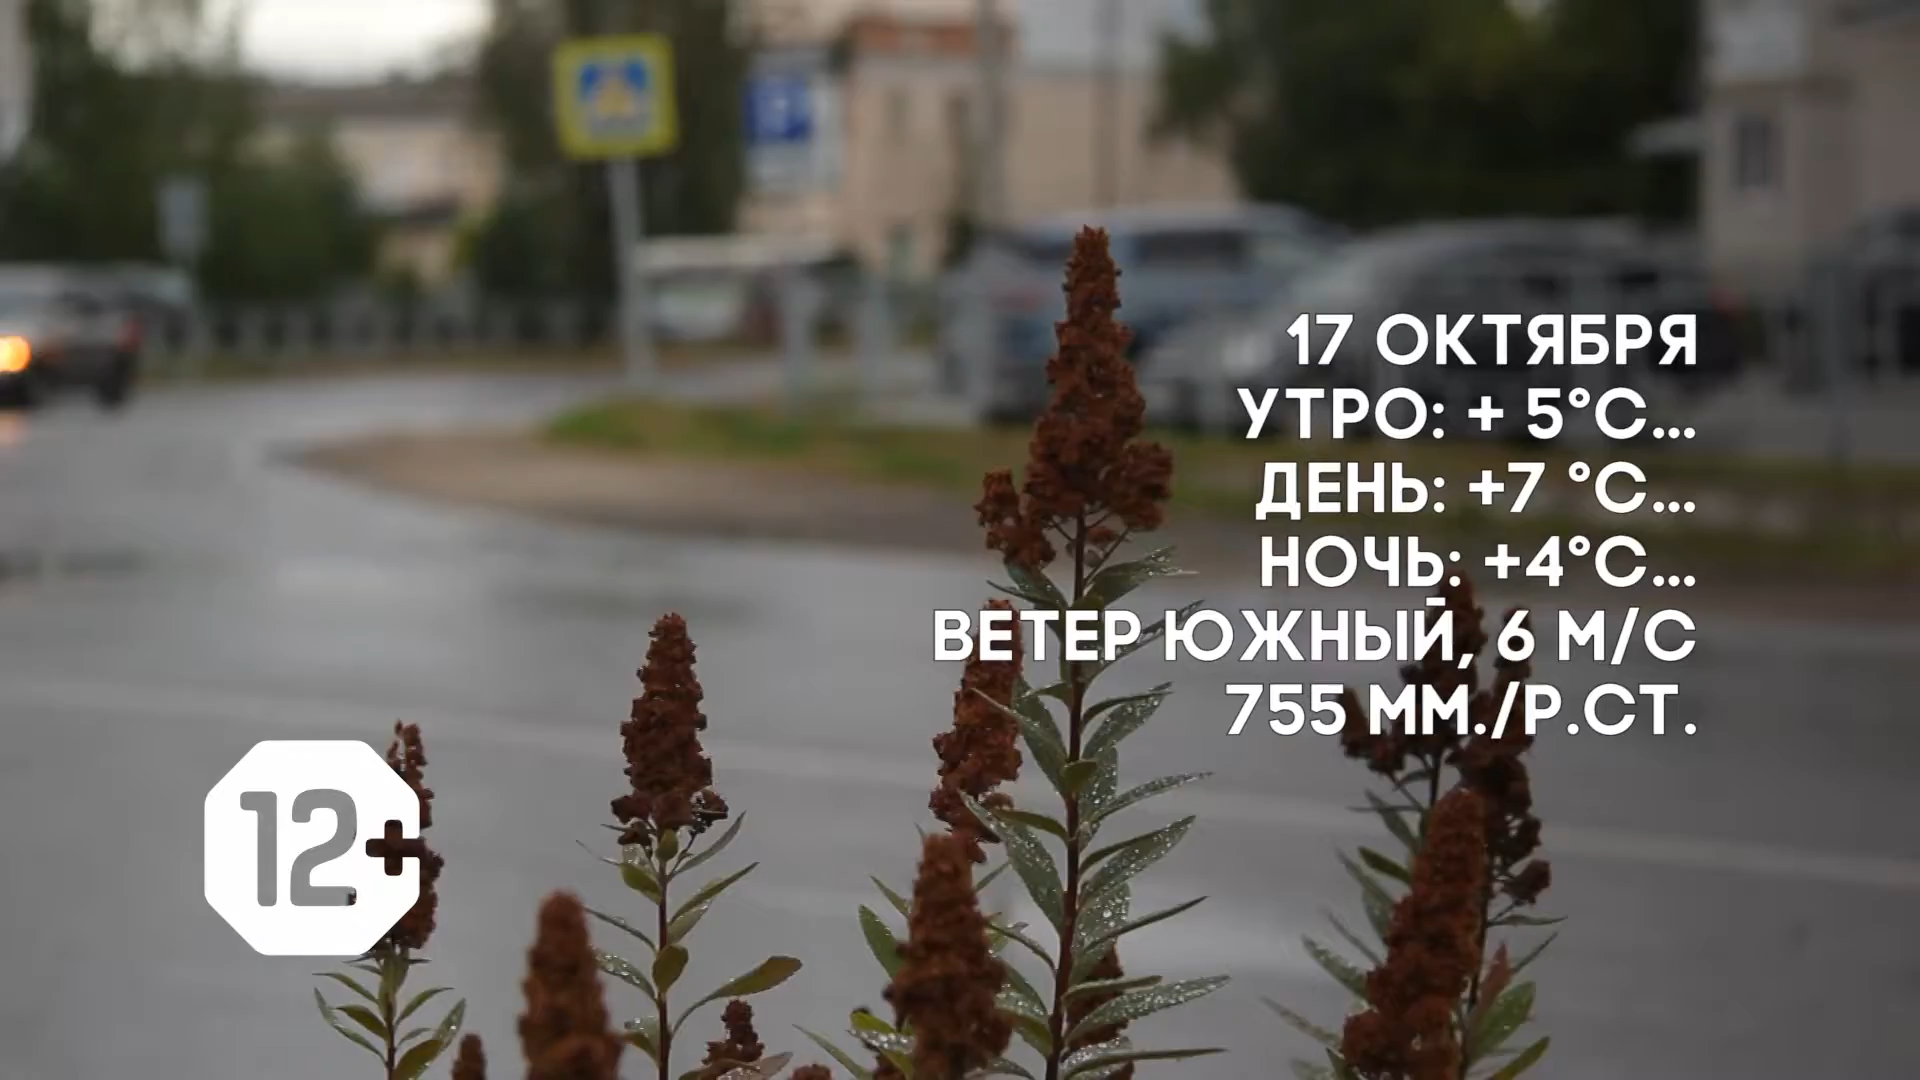 17 ОКТЯБРЯ
УТРО: + 5°С...
ДЕНЬ: +7 °С...
НОЧЬ: +4°С...
ВЕТЕР ЮЖНЫЙ, 6 М/С
755 ММ./Р.СТ.
12+